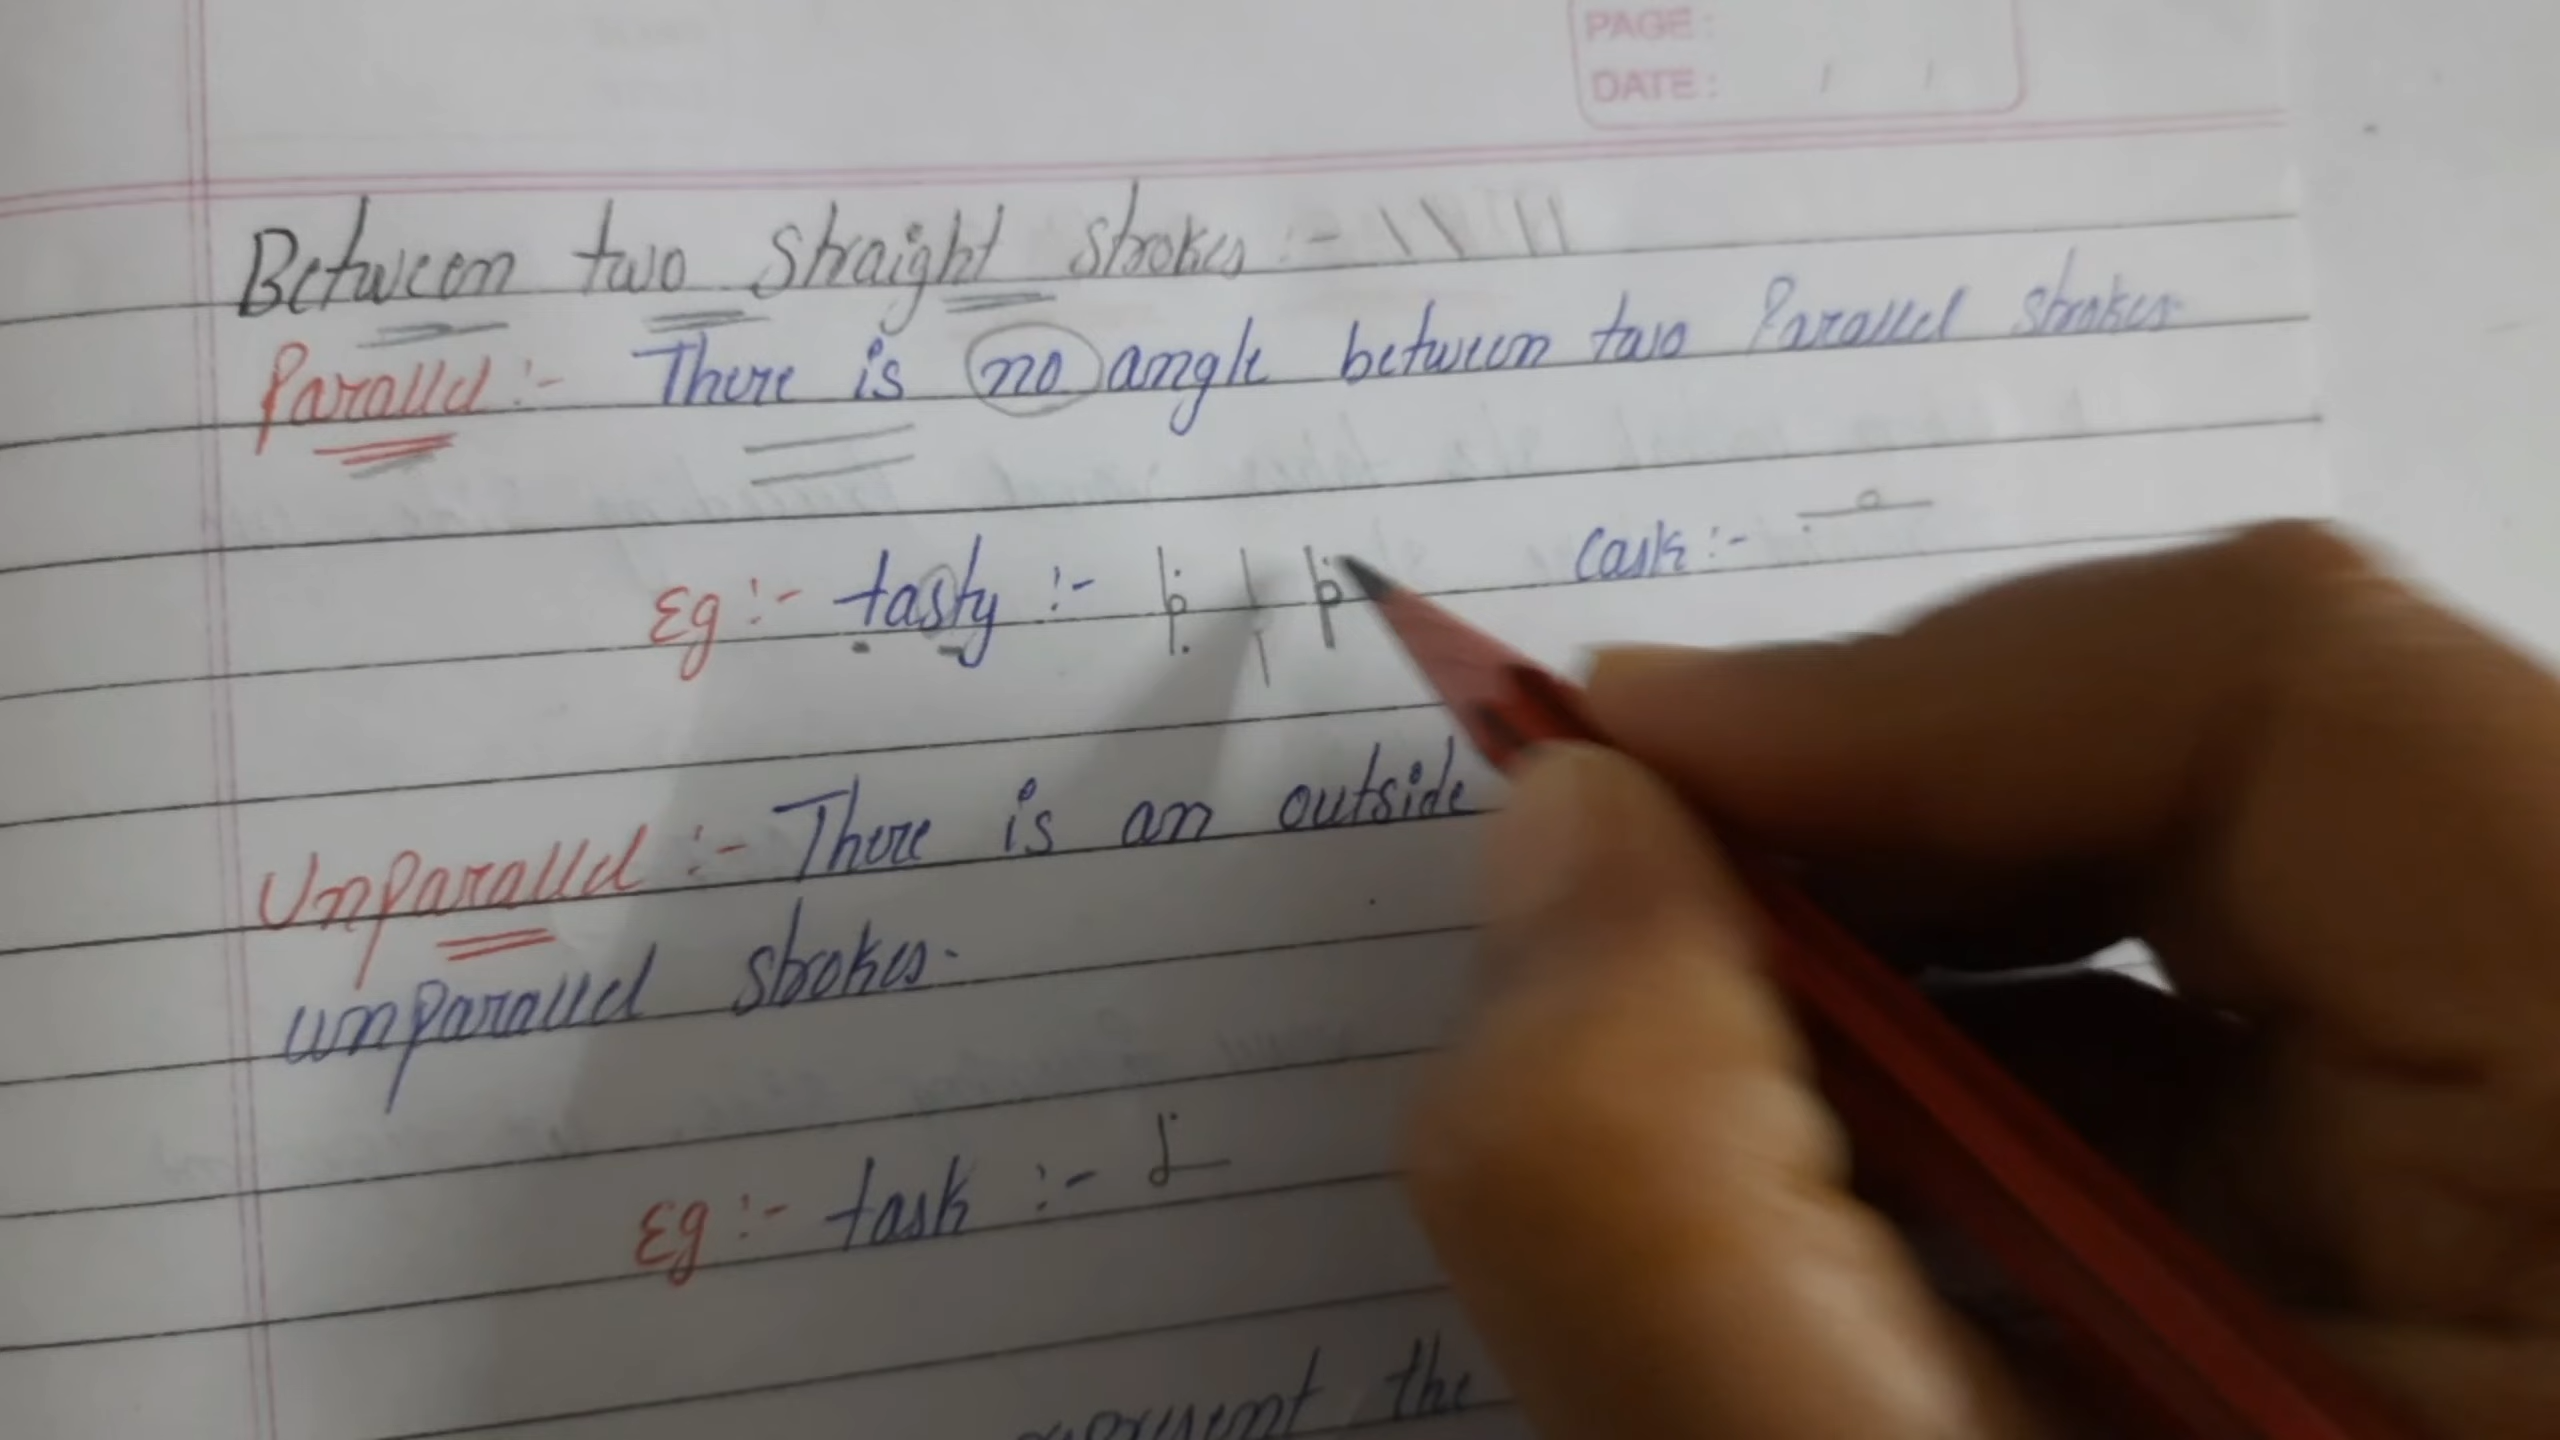 PAGE :
DATE : / /
Between two straight strokes :-
Parallel :- There is no angle between two Parallel strokes
Eg :- tasty :- Cask :-
Unparallel :- There is an outside
unparallel strokes.
Eg :- task :-
the